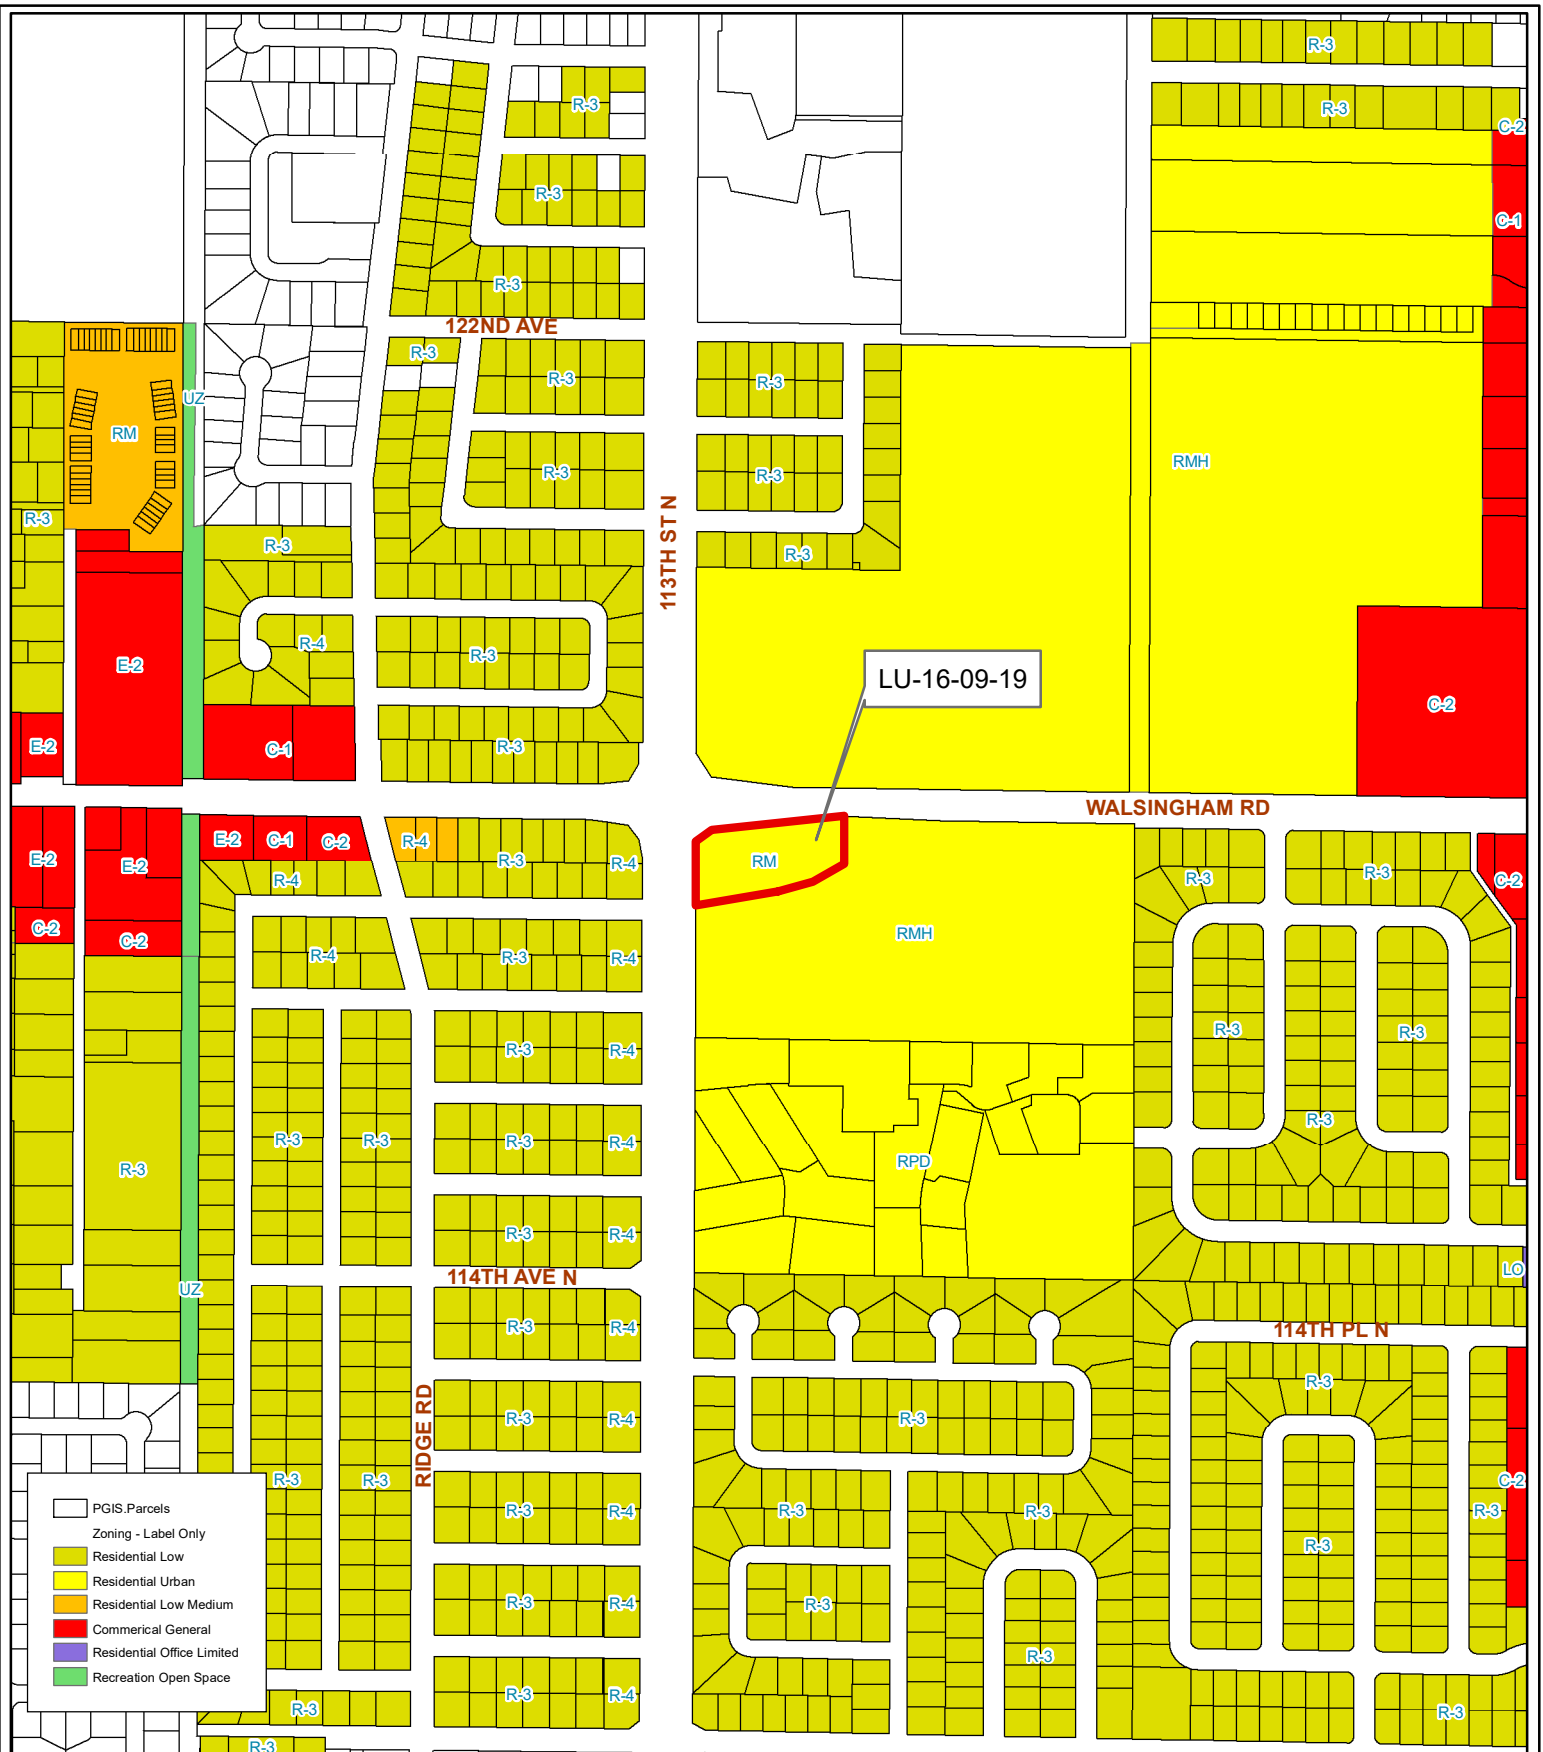 R-3
R-3
R-3
C-2
R-3
C-1
R-3
122ND AVE
R-3
R-3
R-3
UZ
RM
RMH
R-3
R-3
R-3
113TH ST N
R-3
R-3
R-4
R-3
E-2
LU-16-09-19
C-2
E-2
C-1
R-3
WALSINGHAM RD
E-2
C-1
C-2
R-4
R-3
R-4
E-2
E-2
RM
R-4
R-3
R-3
C-2
C-2
C-2
R-4
R-3
R-4
RMH
R-3
R-4
R-3
R-3
R-3
R-3
R-3
R-4
R-3
R-3
RPD
R-3
R-4
LO
114TH AVE N
UZ
R-3
R-4
114TH PL N
R-3
RIDGE RD
R-3
R-4
R-3
R-3
R-3
R-3
R-4
R-3
R-3
C-2
R-3
R-3
R-3
R-4
R-3
R-3
R-3
R-3
R-4
R-3
R-3
PGIS.Parcels
Zoning - Label Only
Residential Low
Residential Urban
Residential Low Medium
Commerical General
Residential Office Limited
Recreation Open Space